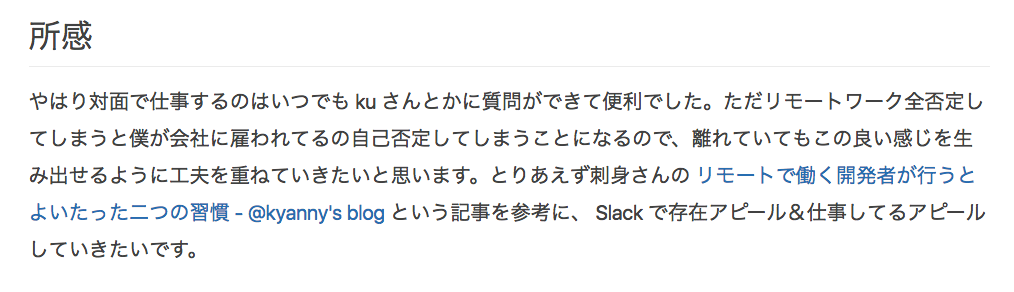 所感
やはり対面で仕事するのはいつでも ku さんとかに質問ができて便利でした。ただリモートワーク全否定し
てしまうと僕が会社に雇われてるの自己否定してしまうことになるので、離れていてもこの良い感じを生
み出せるように工夫を重ねていきたいと思います。とりあえず刺身さんの リモートで働く開発者が行うと
よいたった二つの習慣 - @kyanny's blog という記事を参考に、 Slack で存在アピール＆仕事してるアピール
していきたいです。